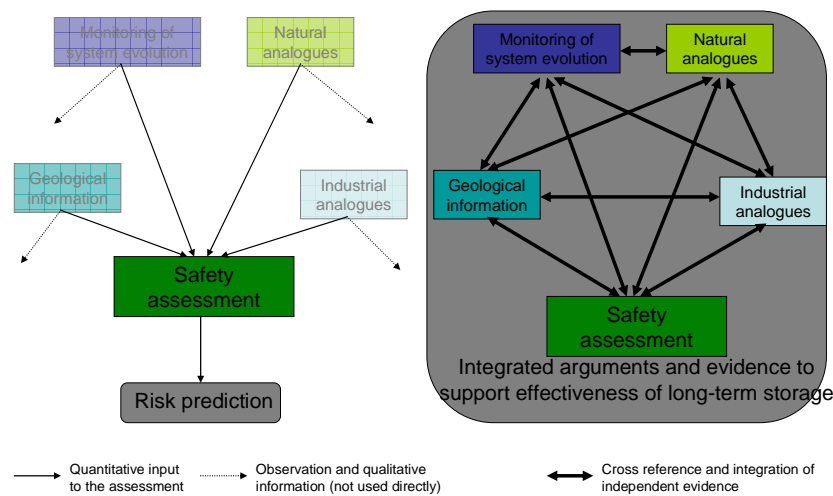 Monitoring of
system evolution
Natural
analogues
Geological
information
Industrial
analogues
Safety
assessment
Risk prediction
Monitoring of
system evolution
Natural
analogues
Geological
information
Industrial
analogues
Safety
assessment
Integrated arguments and evidence to
support effectiveness of long-term storage
Quantitative input
to the assessment
Observation and qualitative
information (not used directly)
Cross reference and integration of
independent evidence